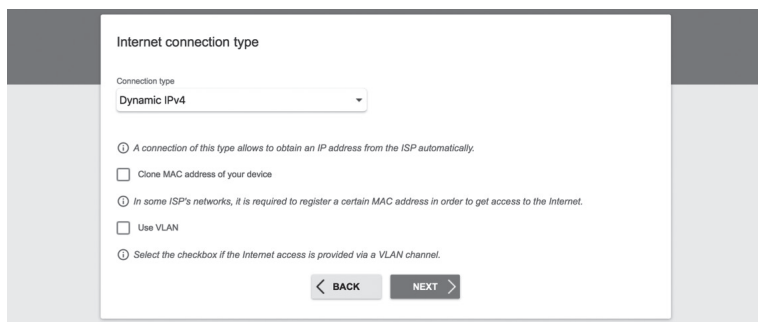 Internet connection type
Connection type
Dynamic IPv4
A connection of this type allows to obtain an IP address from the ISP automatically.
Clone MAC address of your device
In some ISP's networks, it is required to register a certain MAC address in order to get access to the Internet.
Use VLAN
Select the checkbox if the Internet access is provided via a VLAN channel.
BACK NEXT